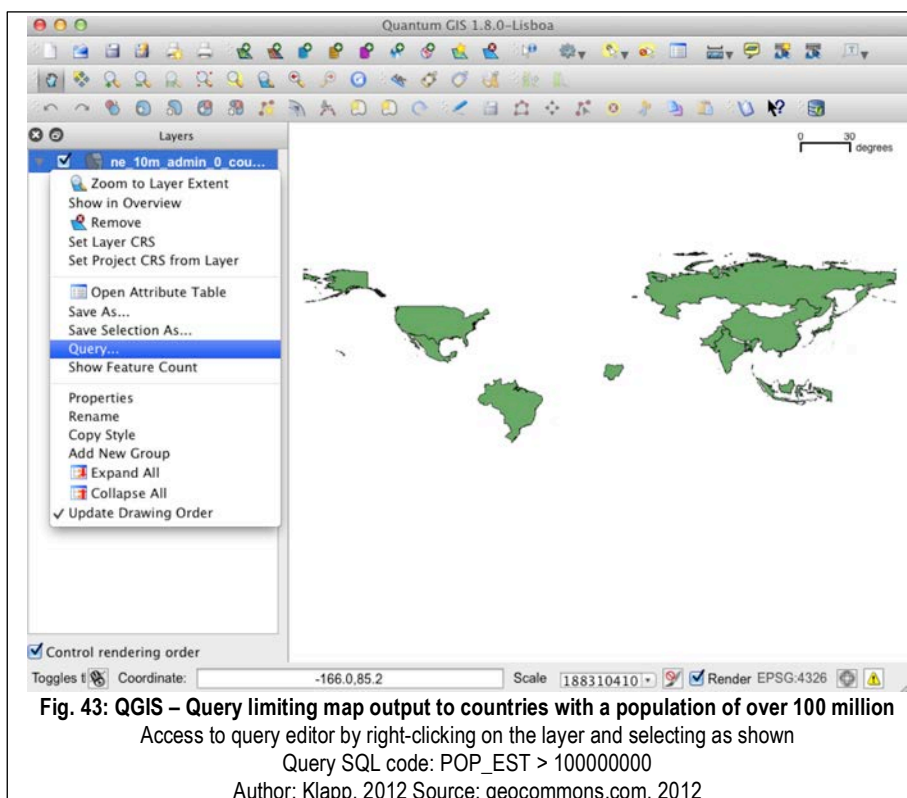 Quantum GIS 1.8.0-Lisboa
Layers
ne_10m_admin_0_cou...
Zoom to Layer Extent
Show in Overview
Remove
Set Layer CRS
Set Project CRS from Layer
Open Attribute Table
Save As...
Save Selection As...
Query...
Show Feature Count
Properties
Rename
Copy Style
Add New Group
Expand All
Collapse All
Update Drawing Order
0 30
degrees
Control rendering order
Toggles t Coordinate: -166.0,85.2 Scale 188310410 Render EPSG:4326
Fig. 43: QGIS – Query limiting map output to countries with a population of over 100 million
Access to query editor by right-clicking on the layer and selecting as shown
Query SQL code: POP_EST > 100000000
Author: Klapp, 2012 Source: geocommons.com, 2012